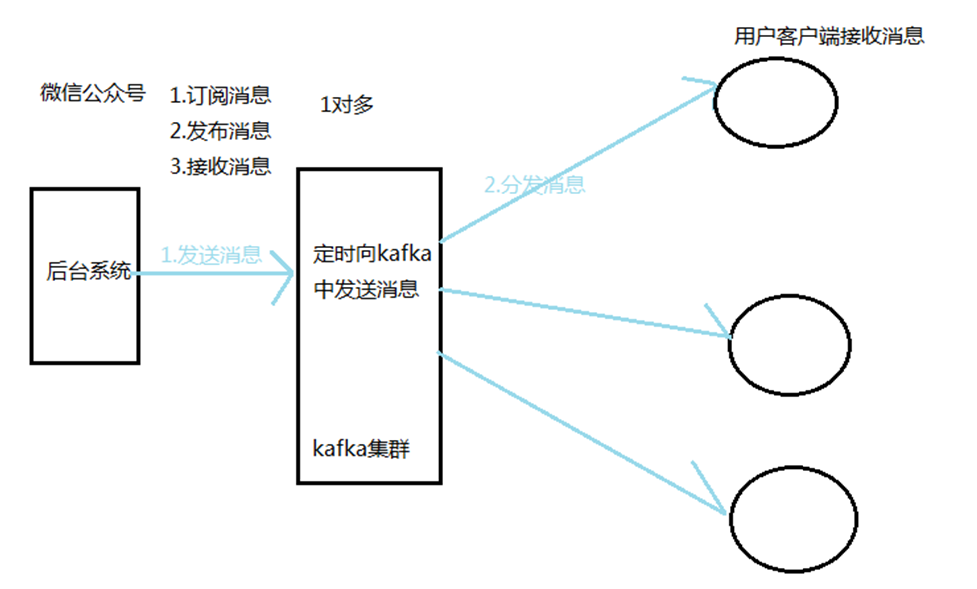 用户客户端接收消息
微信公众号
1.订阅消息
2.发布消息
3.接收消息
1对多
后台系统
1.发送消息
定时向kafka
中发送消息
kafka集群
2.分发消息